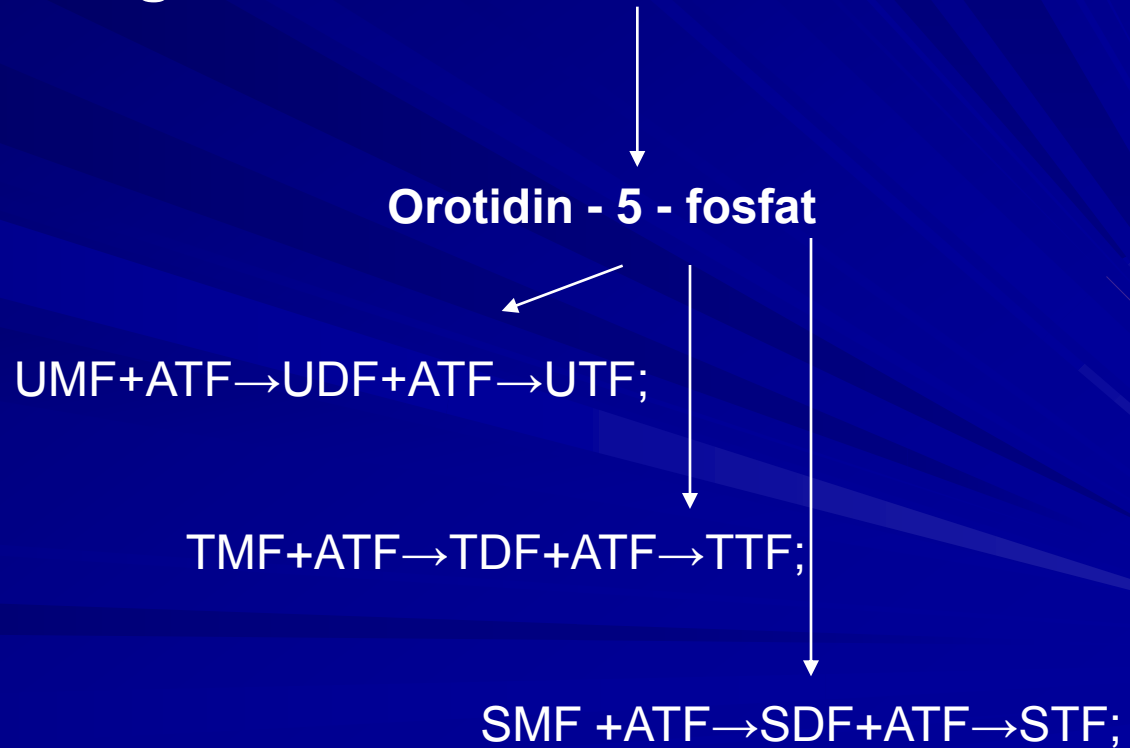 Orotidin - 5 - fosfat
UMF+ATF→UDF+ATF→UTF;
TMF+ATF→TDF+ATF→TTF;
SMF +ATF→SDF+ATF→STF;